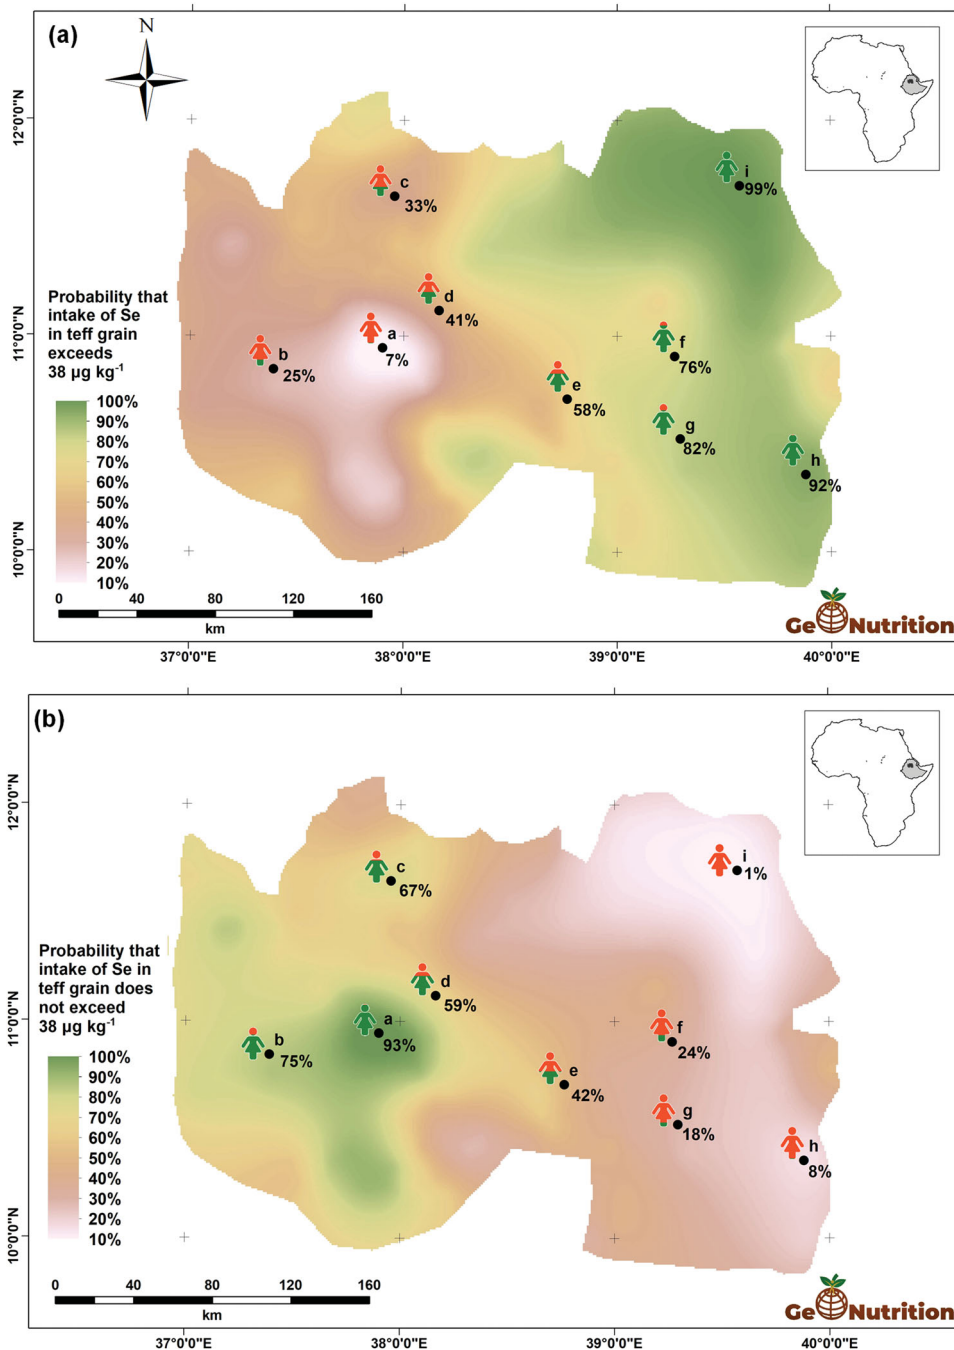 (a)
N
12°0'0"N
11°0'0"N
10°0'0"N
i
99%
c
33%
d
41%
a
7%
b
25%
f
76%
e
58%
g
82%
h
92%
Probability that
intake of Se
in teff grain
exceeds
38 µg kg-1
100%
90%
80%
70%
60%
50%
40%
30%
20%
10%
0 40 80 120 160
km
GeoNutrition
37°0'0"E 38°0'0"E 39°0'0"E 40°0'0"E
(b)
12°0'0"N
11°0'0"N
10°0'0"N
i
1%
c
67%
d
59%
a
93%
b
75%
f
24%
e
42%
g
18%
h
8%
Probability that
intake of Se in
teff grain does
not exceed
38 µg kg-1
100%
90%
80%
70%
60%
50%
40%
30%
20%
10%
0 40 80 120 160
km
GeoNutrition
37°0'0"E 38°0'0"E 39°0'0"E 40°0'0"E